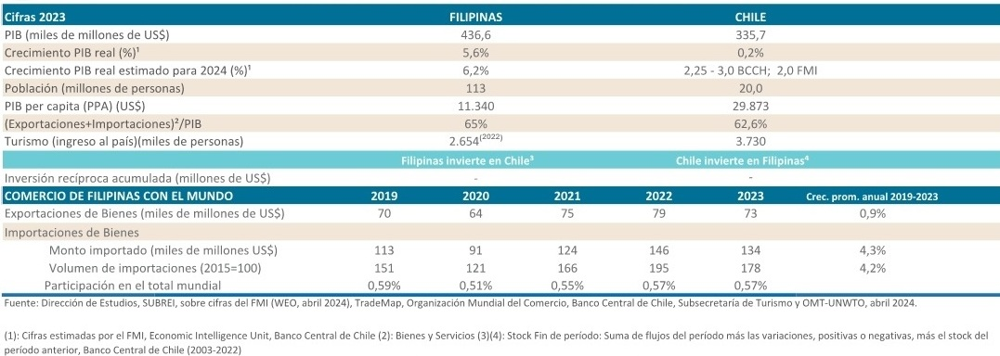 Cifras 2023 FILIPINAS CHILE
PIB (miles de millones de US$) 436,6 335,7
Crecimiento PIB real (%)¹ 5,6% 0,2%
Crecimiento PIB real estimado para 2024 (%)¹ 6,2% 2,25 - 3,0 BCCH; 2,0 FMI
Población (millones de personas) 113 20,0
PIB per capita (PPA) (US$) 11.340 29.873
(Exportaciones+Importaciones)²/PIB 65% 62,6%
Turismo (ingreso al país)(miles de personas) 2.654⁽²⁰²²⁾ 3.730
Filipinas invierte en Chile³ Chile invierte en Filipinas⁴
Inversión recíproca acumulada (millones de US$) - -
COMERCIO DE FILIPINAS CON EL MUNDO 2019 2020 2021 2022 2023 Crec. prom. anual 2019-2023
Exportaciones de Bienes (miles de millones de US$) 70 64 75 79 73 0,9%
Importaciones de Bienes
Monto importado (miles de millones US$) 113 91 124 146 134 4,3%
Volumen de importaciones (2015=100) 151 121 166 195 178 4,2%
Participación en el total mundial 0,59% 0,51% 0,55% 0,57% 0,57%
Fuente: Dirección de Estudios, SUBREI, sobre cifras del FMI (WEO, abril 2024), TradeMap, Organización Mundial del Comercio, Banco Central de Chile, Subsecretaría de Turismo y OMT-UNWTO, abril 2024.
(1): Cifras estimadas por el FMI, Economic Intelligence Unit, Banco Central de Chile (2): Bienes y Servicios (3)(4): Stock Fin de período: Suma de flujos del período más las variaciones, positivas o negativas, más el stock del
período anterior, Banco Central de Chile (2003-2022)